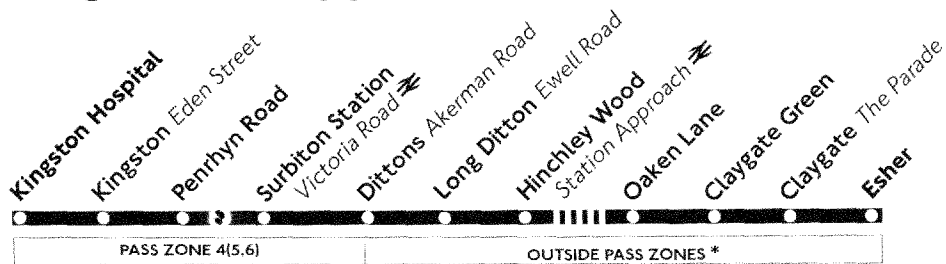 Kingston Hospital
Kingston Eden Street
Penrhyn Road
Surbiton Station
Victoria Road
Dittons Akerman Road
Long Ditton Ewell Road
Hinchley Wood
Station Approach
Oaken Lane
Claygate Green
Claygate The Parade
Esher
PASS ZONE 4(5,6)
OUTSIDE PASS ZONES *